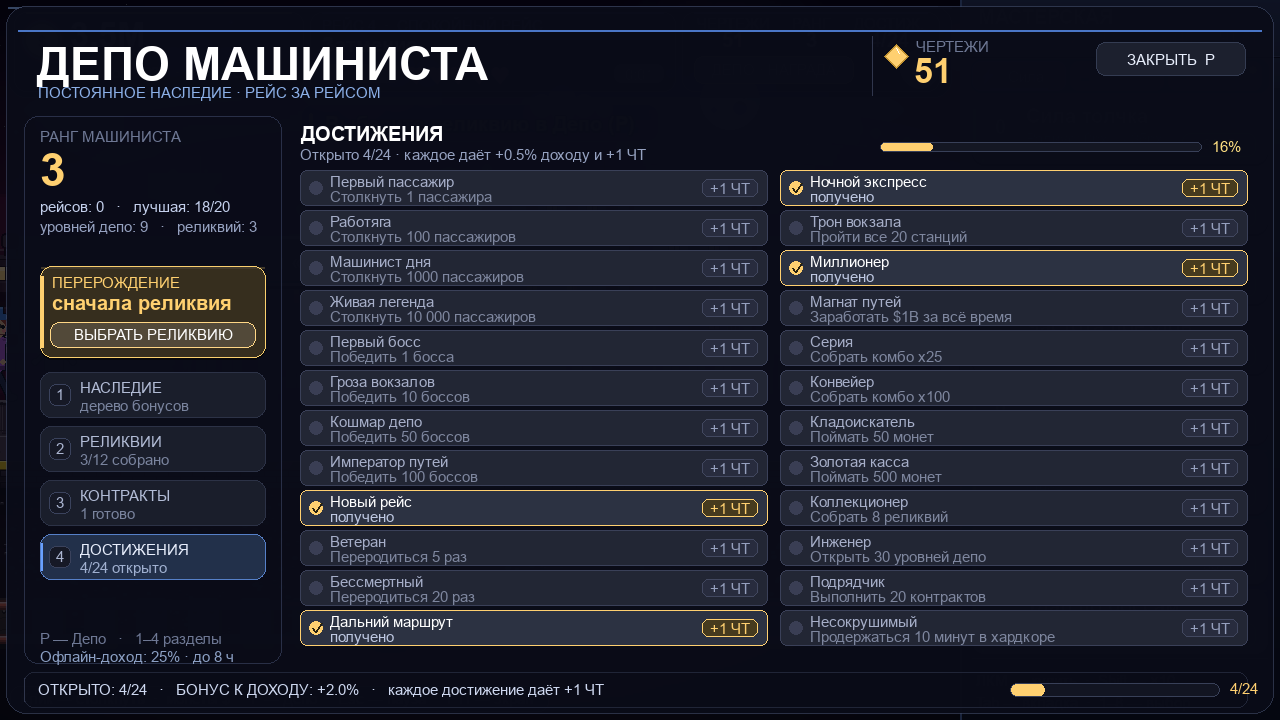 ДЕПО МАШИНИСТА
ПОСТОЯННОЕ НАСЛЕДИЕ · РЕЙС ЗА РЕЙСОМ
ЧЕРТЕЖИ
51
ЗАКРЫТЬ P
РАНГ МАШИНИСТА
3
рейсов: 0 · лучшая: 18/20
уровней депо: 9 · реликвий: 3
ПЕРЕРОЖДЕНИЕ
сначала реликвия
ВЫБРАТЬ РЕЛИКВИЮ
1 НАСЛЕДИЕ
дерево бонусов
2 РЕЛИКВИИ
3/12 собрано
3 КОНТРАКТЫ
1 готово
4 ДОСТИЖЕНИЯ
4/24 открыто
P — Депо · 1–4 разделы
Офлайн-доход: 25% · до 8 ч
ДОСТИЖЕНИЯ
Открыто 4/24 · каждое даёт +0.5% доходу и +1 ЧТ
16%
Первый пассажир +1 ЧТ
Столкнуть 1 пассажира
Работяга +1 ЧТ
Столкнуть 100 пассажиров
Машинист дня +1 ЧТ
Столкнуть 1000 пассажиров
Живая легенда +1 ЧТ
Столкнуть 10 000 пассажиров
Первый босс +1 ЧТ
Победить 1 босса
Гроза вокзалов +1 ЧТ
Победить 10 боссов
Кошмар депо +1 ЧТ
Победить 50 боссов
Император путей +1 ЧТ
Победить 100 боссов
Новый рейс +1 ЧТ
получено
Ветеран +1 ЧТ
Переродиться 5 раз
Бессмертный +1 ЧТ
Переродиться 20 раз
Дальний маршрут +1 ЧТ
получено
Ночной экспресс +1 ЧТ
получено
Трон вокзала +1 ЧТ
Пройти все 20 станций
Миллионер +1 ЧТ
получено
Магнат путей +1 ЧТ
Заработать $1B за всё время
Серия +1 ЧТ
Собрать комбо x25
Конвейер +1 ЧТ
Собрать комбо x100
Кладоискатель +1 ЧТ
Поймать 50 монет
Золотая касса +1 ЧТ
Поймать 500 монет
Коллекционер +1 ЧТ
Собрать 8 реликвий
Инженер +1 ЧТ
Открыть 30 уровней депо
Подрядчик +1 ЧТ
Выполнить 20 контрактов
Несокрушимый +1 ЧТ
Продержаться 10 минут в хардкоре
ОТКРЫТО: 4/24 · БОНУС К ДОХОДУ: +2.0% · каждое достижение даёт +1 ЧТ
4/24